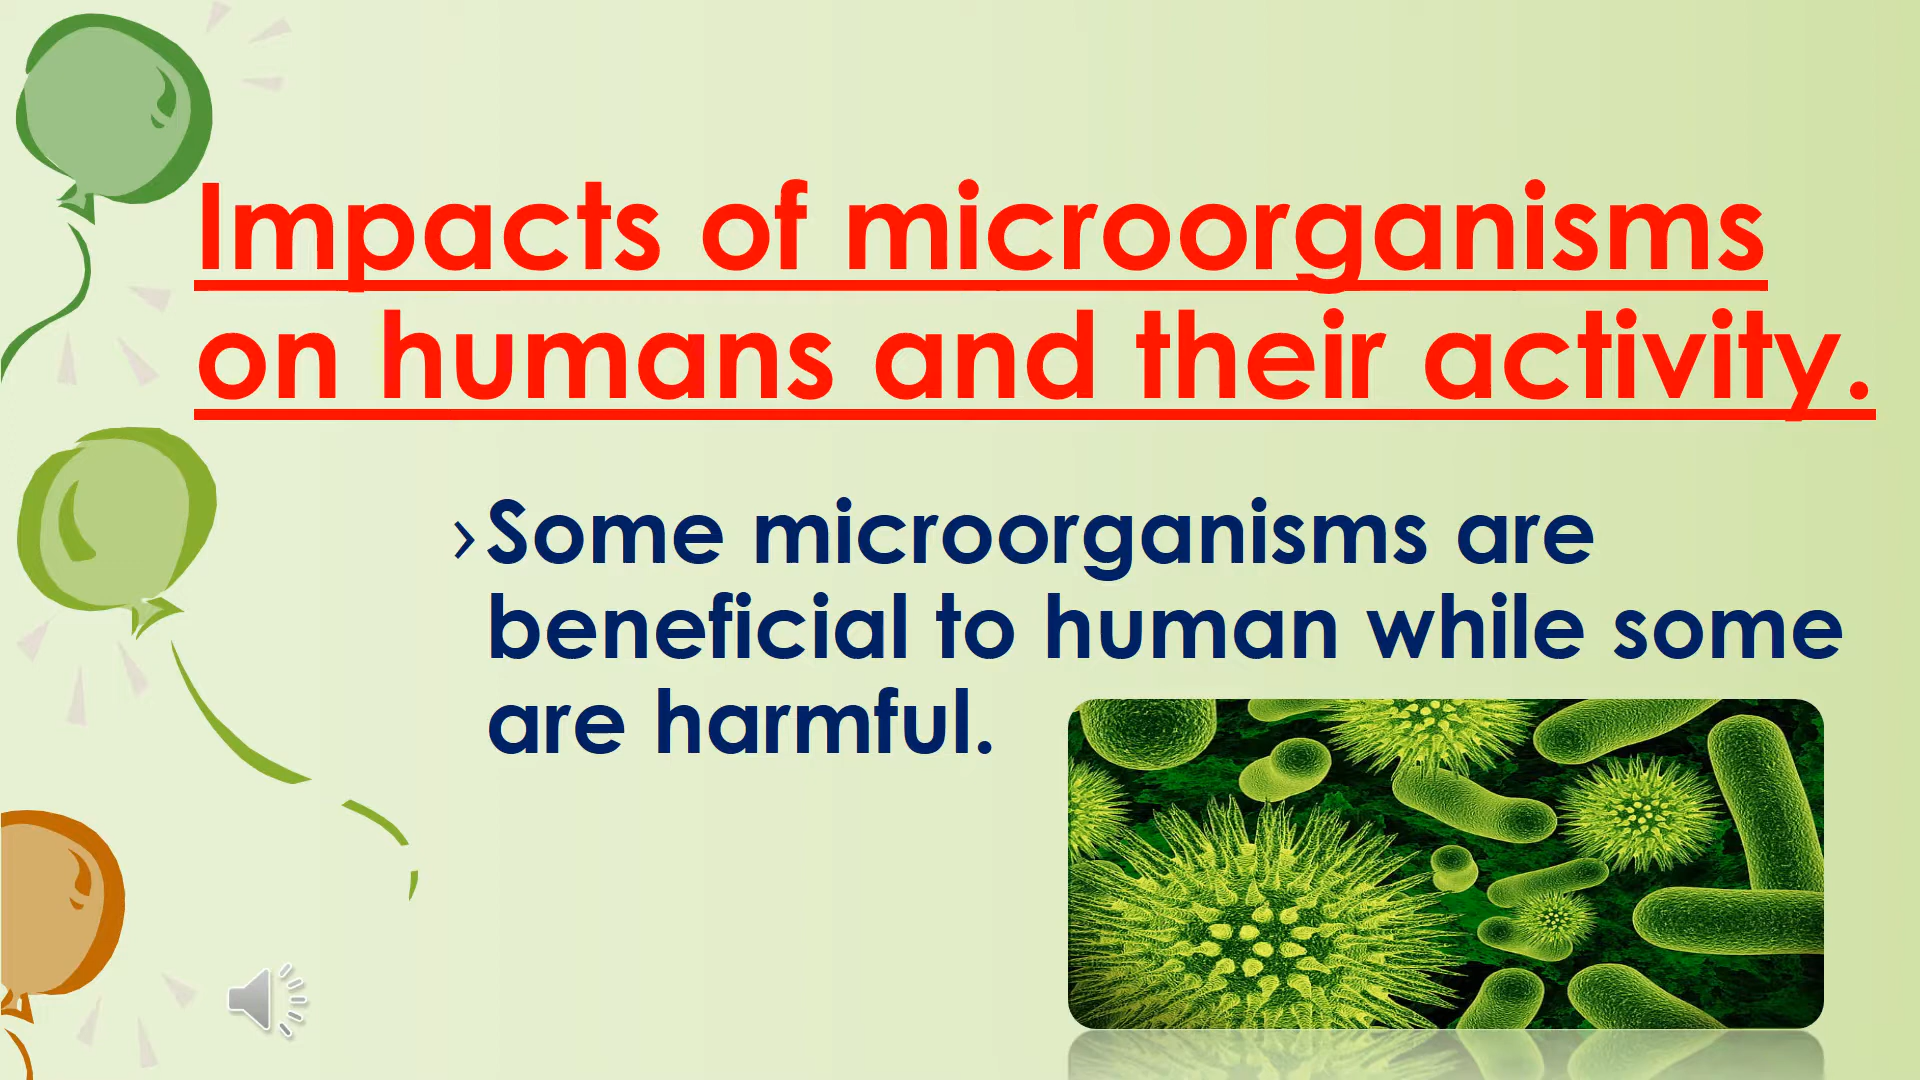 Impacts of microorganisms
on humans and their activity.
›Some microorganisms are
beneficial to human while some
are harmful.